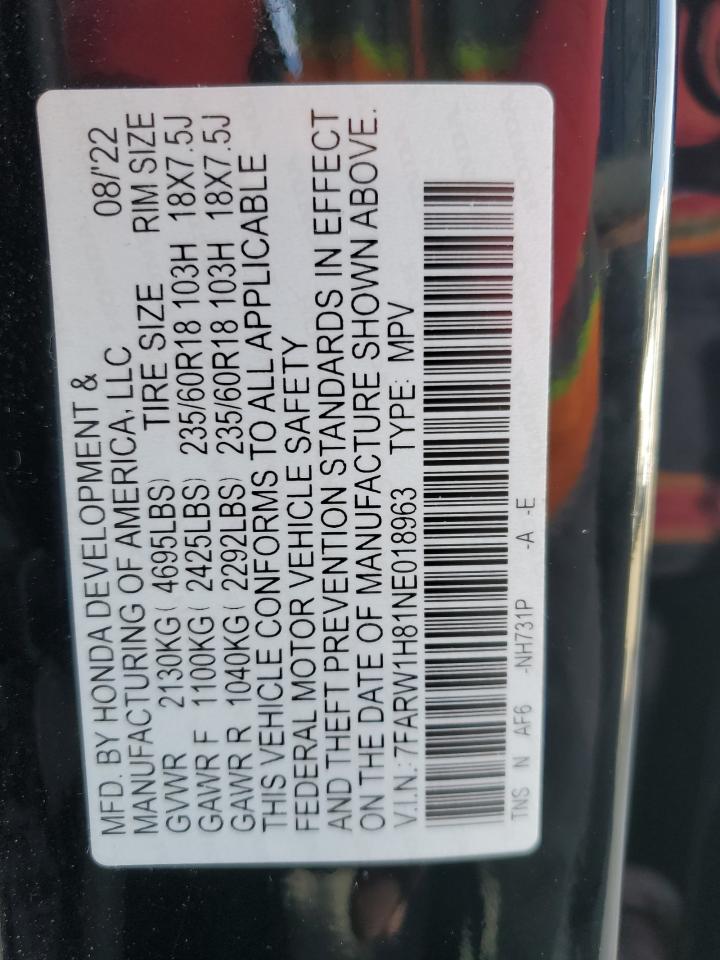 MFD. BY HONDA DEVELOPMENT &
MANUFACTURING OF AMERICA, LLC 08/'22
GVWR 2130KG( 4695LBS) TIRE SIZE RIM SIZE
GAWR F 1100KG( 2425LBS) 235/60R18 103H 18X7.5J
GAWR R 1040KG( 2292LBS) 235/60R18 103H 18X7.5J
THIS VEHICLE CONFORMS TO ALL APPLICABLE
FEDERAL MOTOR VEHICLE SAFETY
AND THEFT PREVENTION STANDARDS IN EFFECT
ON THE DATE OF MANUFACTURE SHOWN ABOVE.
V.I.N.: 7FARW1H81NE018963 TYPE: MPV
TNS N AF6 -NH731P -A -E